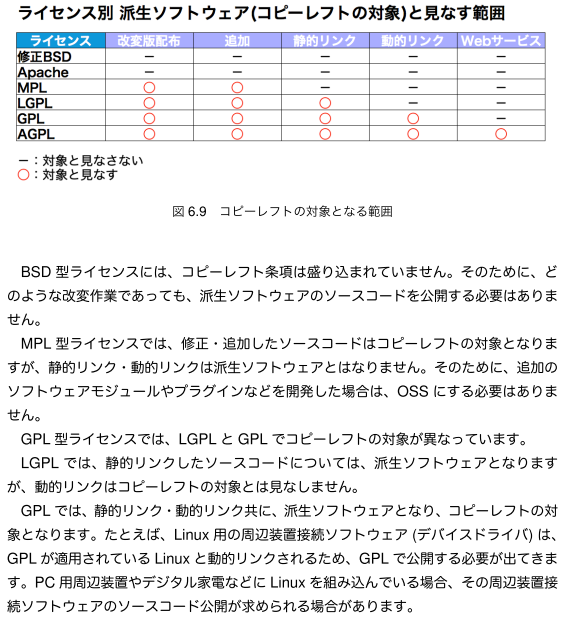 ライセンス別 派生ソフトウェア(コピーレフトの対象)と見なす範囲
ライセンス 改変版配布 追加 静的リンク 動的リンク Webサービス
修正BSD － － － － －
Apache － － － － －
MPL ○ ○ － － －
LGPL ○ ○ ○ － －
GPL ○ ○ ○ ○ －
AGPL ○ ○ ○ ○ ○
－：対象と見なさない
○：対象と見なす
図 6.9　コピーレフトの対象となる範囲
BSD 型ライセンスには、コピーレフト条項は盛り込まれていません。そのために、ど
のような改変作業であっても、派生ソフトウェアのソースコードを公開する必要はありま
せん。
MPL 型ライセンスでは、修正・追加したソースコードはコピーレフトの対象となりま
すが、静的リンク・動的リンクは派生ソフトウェアとはなりません。そのために、追加の
ソフトウェアモジュールやプラグインなどを開発した場合は、OSS にする必要はありま
せん。
GPL 型ライセンスでは、LGPL と GPL でコピーレフトの対象が異なっています。
LGPL では、静的リンクしたソースコードについては、派生ソフトウェアとなります
が、動的リンクはコピーレフトの対象とは見なしません。
GPL では、静的リンク・動的リンク共に、派生ソフトウェアとなり、コピーレフトの対
象となります。たとえば、Linux 用の周辺装置接続ソフトウェア (デバイスドライバ) は、
GPL が適用されている Linux と動的リンクされるため、GPL で公開する必要が出てきま
す。PC 用周辺装置やデジタル家電などに Linux を組み込んでいる場合、その周辺装置接
続ソフトウェアのソースコード公開が求められる場合があります。